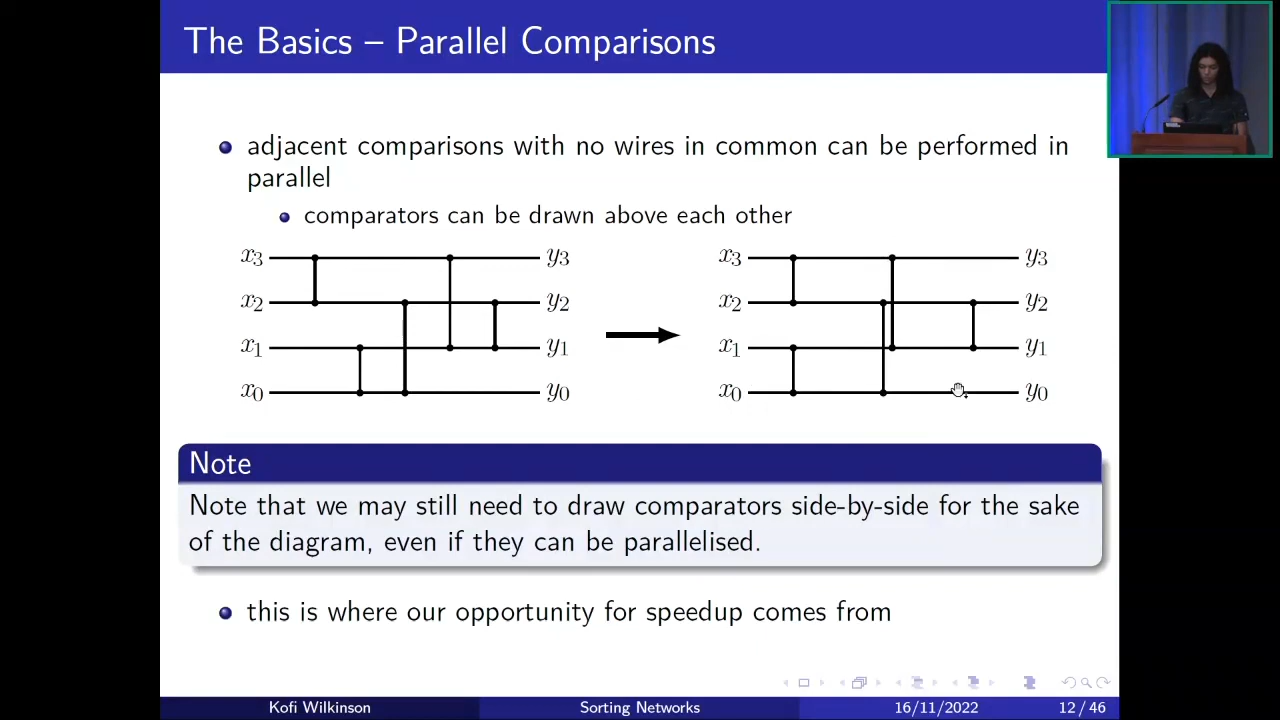 The Basics – Parallel Comparisons
adjacent comparisons with no wires in common can be performed in
parallel
comparators can be drawn above each other
x₃ y₃ x₃ y₃
x₂ y₂ x₂ y₂
x₁ y₁ x₁ y₁
x₀ y₀ x₀ y₀
Note
Note that we may still need to draw comparators side-by-side for the sake
of the diagram, even if they can be parallelised.
this is where our opportunity for speedup comes from
Kofi Wilkinson Sorting Networks 16/11/2022 12 / 46